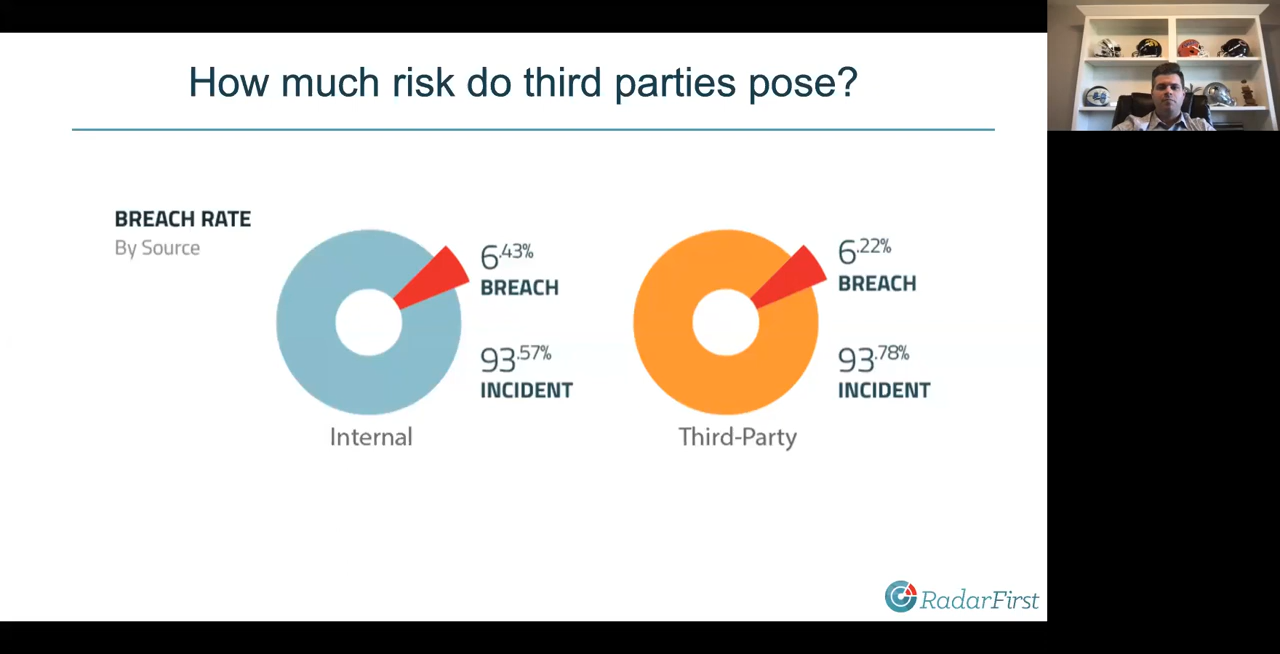 How much risk do third parties pose?
BREACH RATE
By Source
6.43%
BREACH
93.57%
INCIDENT
Internal
6.22%
BREACH
93.78%
INCIDENT
Third-Party
RadarFirst